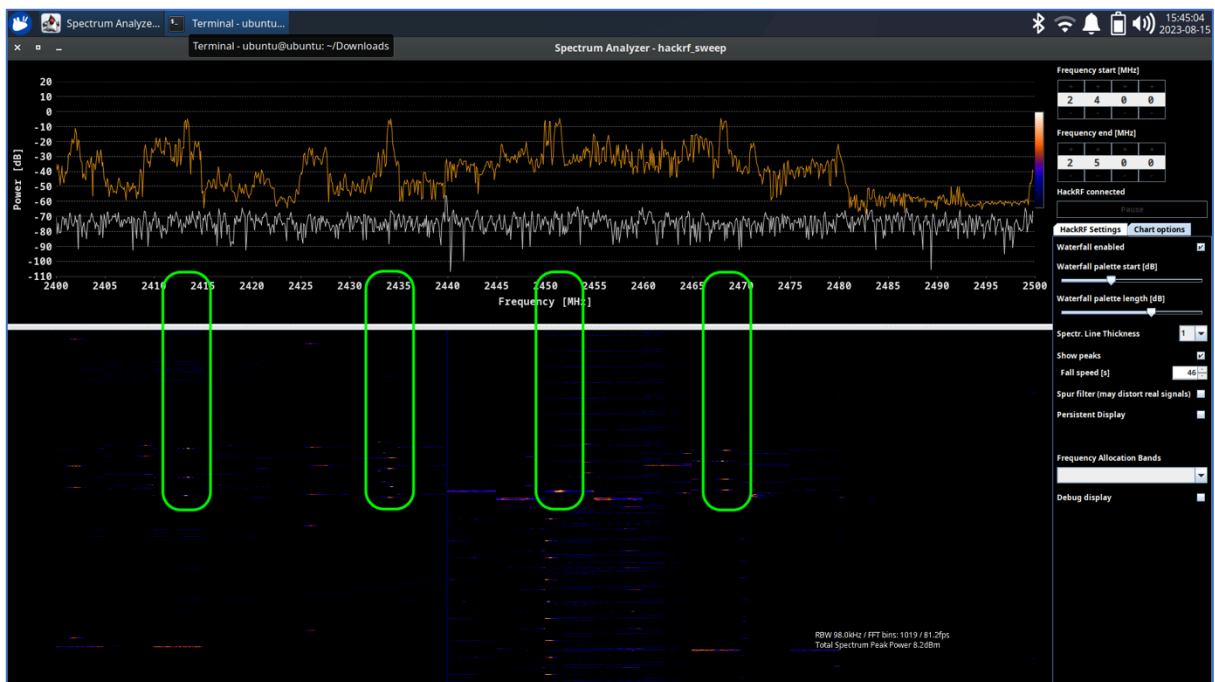 Spectrum Analyze... Terminal - ubuntu... 15:45:04
2023-08-15
Terminal - ubuntu@ubuntu: ~/Downloads
Spectrum Analyzer - hackrf_sweep
20
10
0
-10
-20
-30
-40
-50
-60
-70
-80
-90
-100
-110
Power [dB]
2400 2405 2410 2415 2420 2425 2430 2435 2440 2445 2450 2455 2460 2465 2470 2475 2480 2485 2490 2495 2500
Frequency [MHz]
RBW 98.0kHz / FFT bins: 1019 / 81.2fps
Total Spectrum Peak Power 8.2dBm
Frequency start [MHz]
2 4 0 0
Frequency end [MHz]
2 5 0 0
HackRF connected
Pause
HackRF Settings Chart options
Waterfall enabled
Waterfall palette start [dB]
Waterfall palette length [dB]
Spectr. Line Thickness 1
Show peaks
Fall speed [s] 46
Spur filter (may distort real signals)
Persistent Display
Frequency Allocation Bands
Debug display